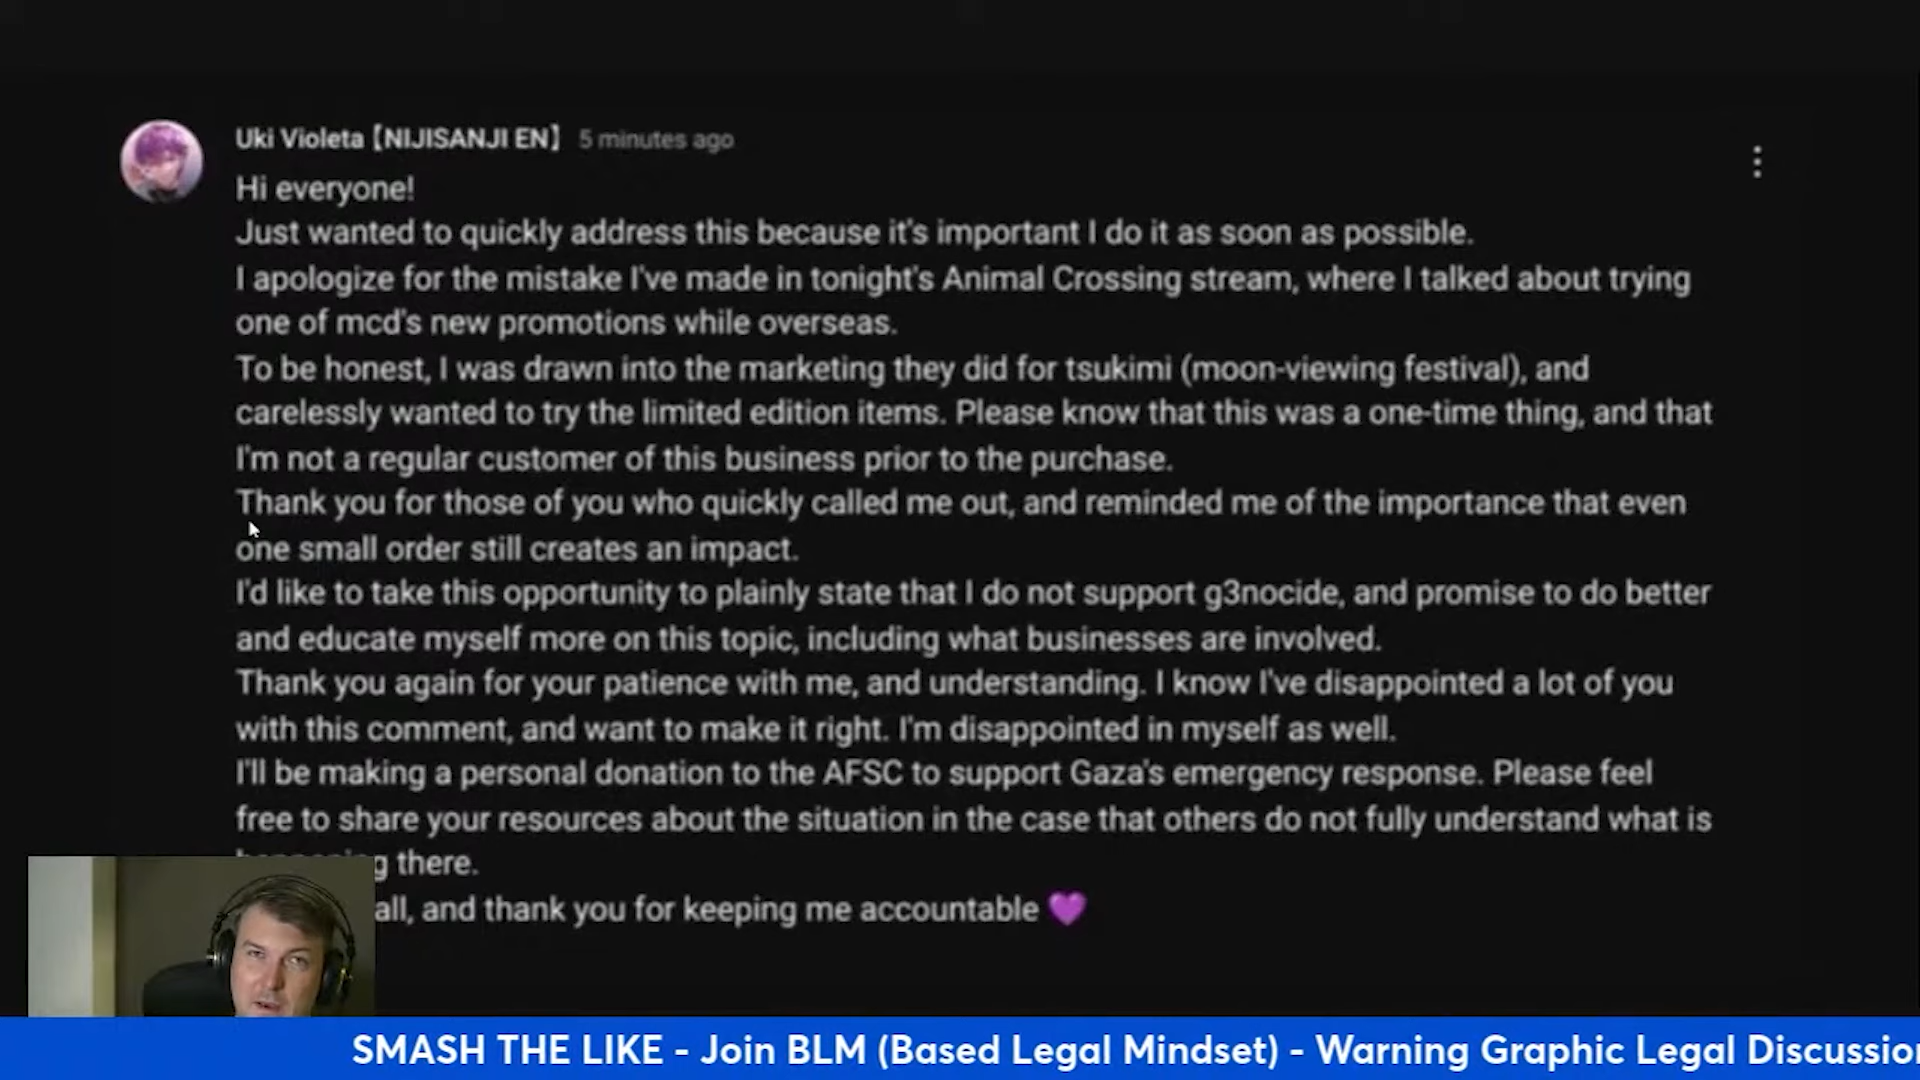 Uki Violeta【NIJISANJI EN】 5 minutes ago
Hi everyone!
Just wanted to quickly address this because it's important I do it as soon as possible.
I apologize for the mistake I've made in tonight's Animal Crossing stream, where I talked about trying
one of mcd's new promotions while overseas.
To be honest, I was drawn into the marketing they did for tsukimi (moon-viewing festival), and
carelessly wanted to try the limited edition items. Please know that this was a one-time thing, and that
I'm not a regular customer of this business prior to the purchase.
Thank you for those of you who quickly called me out, and reminded me of the importance that even
one small order still creates an impact.
I'd like to take this opportunity to plainly state that I do not support g3nocide, and promise to do better
and educate myself more on this topic, including what businesses are involved.
Thank you again for your patience with me, and understanding. I know I've disappointed a lot of you
with this comment, and want to make it right. I'm disappointed in myself as well.
I'll be making a personal donation to the AFSC to support Gaza's emergency response. Please feel
free to share your resources about the situation in the case that others do not fully understand what is
there.
all, and thank you for keeping me accountable 💜
SMASH THE LIKE - Join BLM (Based Legal Mindset) - Warning Graphic Legal Discussion